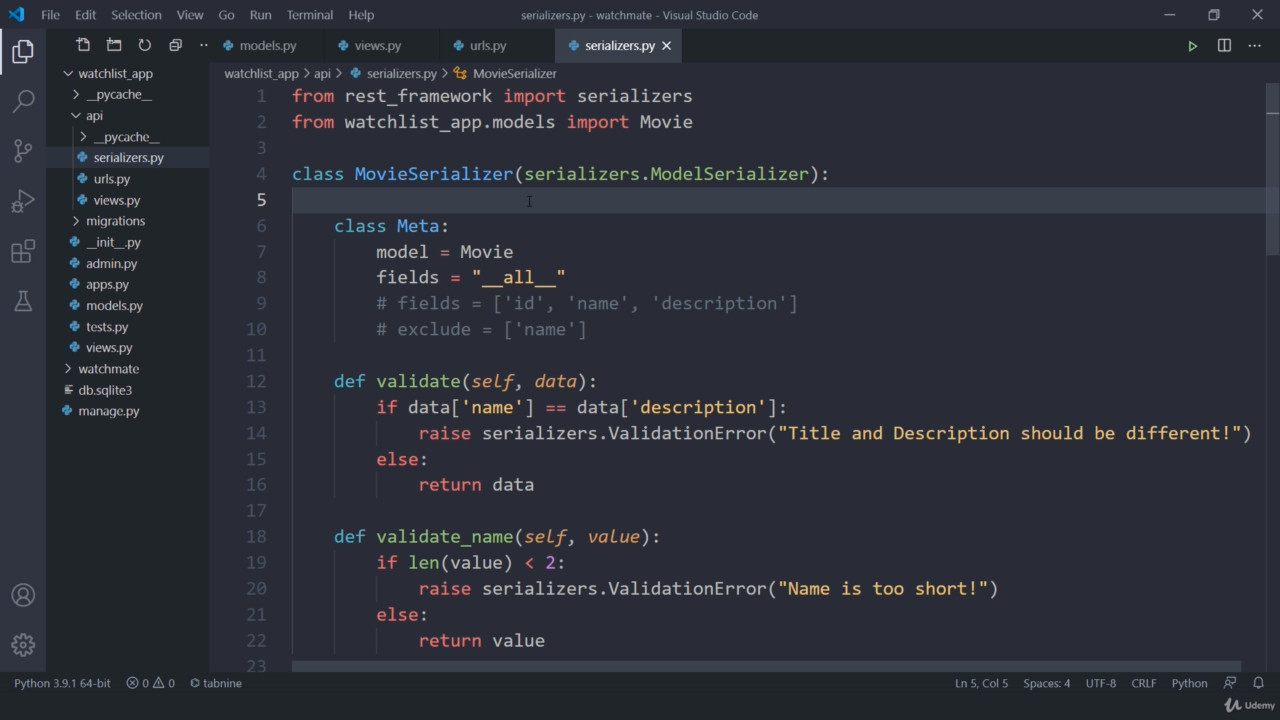 File Edit Selection View Go Run Terminal Help serializers.py - watchmate - Visual Studio Code
models.py views.py urls.py serializers.py
watchlist_app > api > serializers.py > MovieSerializer
watchlist_app
__pycache__
api
__pycache__
serializers.py
urls.py
views.py
migrations
__init__.py
admin.py
apps.py
models.py
tests.py
views.py
watchmate
db.sqlite3
manage.py
1 from rest_framework import serializers
2 from watchlist_app.models import Movie
3
4 class MovieSerializer(serializers.ModelSerializer):
5
6 class Meta:
7 model = Movie
8 fields = "__all__"
9 # fields = ['id', 'name', 'description']
10 # exclude = ['name']
11
12 def validate(self, data):
13 if data['name'] == data['description']:
14 raise serializers.ValidationError("Title and Description should be different!")
15 else:
16 return data
17
18 def validate_name(self, value):
19 if len(value) < 2:
20 raise serializers.ValidationError("Name is too short!")
21 else:
22 return value
23
Python 3.9.1 64-bit 0 0 tabnine Ln 5, Col 5 Spaces: 4 UTF-8 CRLF Python
Udemy